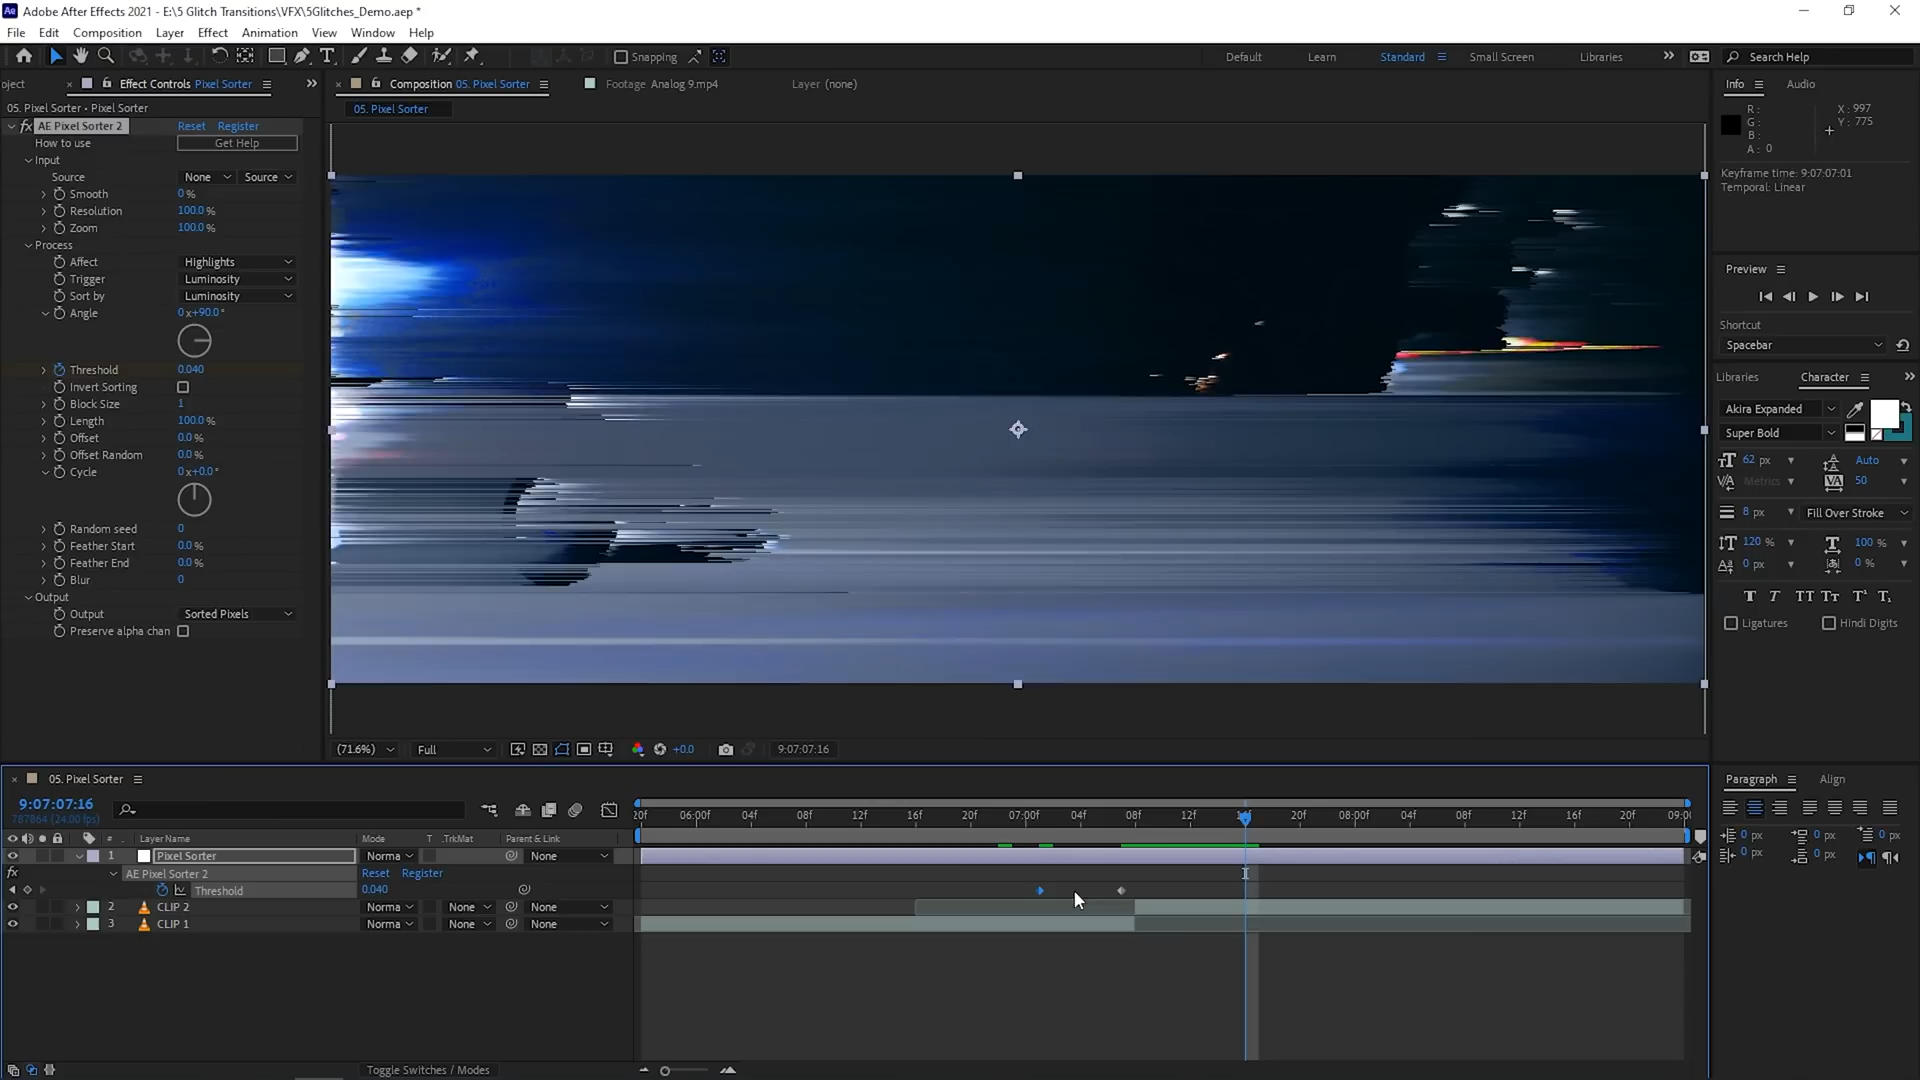 Adobe After Effects 2021 - E:\5 Glitch Transitions\VFX\5Glitches_Demo.aep *
File Edit Composition Layer Effect Animation View Window Help
Snapping Default Learn Standard Small Screen Libraries Search Help
oject Effect Controls Pixel Sorter Composition 05. Pixel Sorter Footage Analog 9.mp4 Layer (none) Info Audio
05. Pixel Sorter • Pixel Sorter 05. Pixel Sorter
fx AE Pixel Sorter 2 Reset Register
How to use Get Help
Input
Source None Source
Smooth 0 %
Resolution 100.0 %
Zoom 100.0 %
Process
Affect Highlights
Trigger Luminosity
Sort by Luminosity
Angle 0 x+90.0 °
Threshold 0.040
Invert Sorting
Block Size 1
Length 100.0 %
Offset 0.0 %
Offset Random 0.0 %
Cycle 0 x+0.0 °
Random seed 0
Feather Start 0.0 %
Feather End 0.0 %
Blur 0
Output
Output Sorted Pixels
Preserve alpha chan
R : X : 997
G : Y : 775
B :
A : 0
Keyframe time: 9:07:07:01
Temporal: Linear
Preview
Shortcut
Spacebar
Libraries Character
Akira Expanded
Super Bold
62 px Auto
Metrics 50
8 px Fill Over Stroke
120 % 100 %
0 px 0 %
T T TT Tт T¹ T₁
Ligatures Hindi Digits
(71.6%) Full +0.0 9:07:07:16
05. Pixel Sorter
9:07:07:16
787864 (24.00 fps)
:20f 06:00f 04f 08f 12f 16f 20f 07:00f 04f 08f 12f 20f 08:00f 04f 08f 12f 16f 20f 09:0
# Layer Name Mode T .TrkMat Parent & Link
1 Pixel Sorter Norma None
fx AE Pixel Sorter 2 Reset Register
Threshold 0.040
2 CLIP 2 Norma None None
3 CLIP 1 Norma None None
Toggle Switches / Modes
Paragraph Align
0 px 0 px 0 px
0 px 0 px